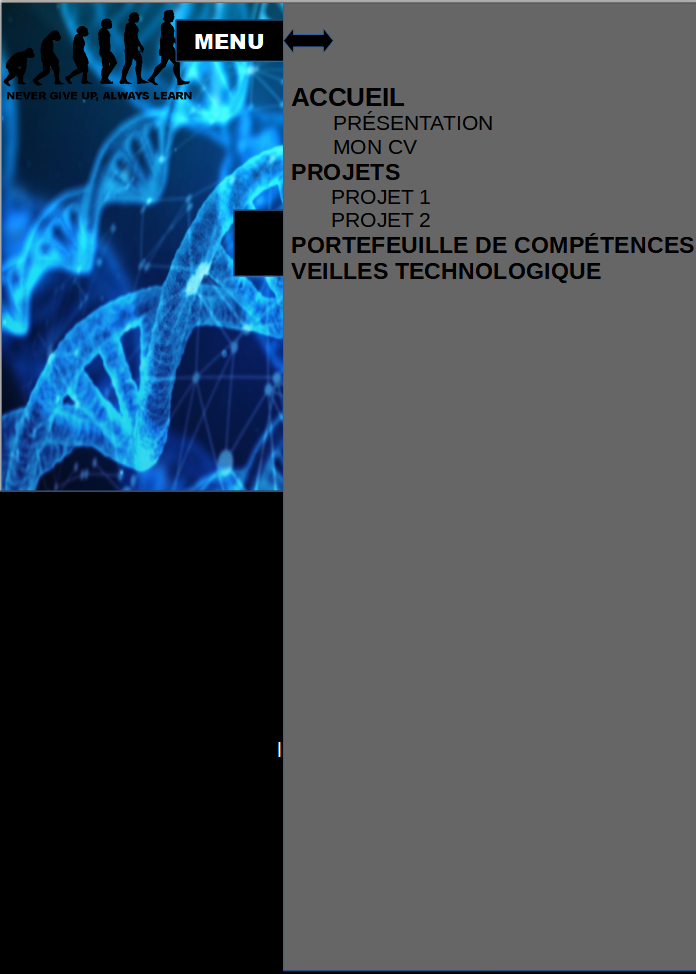 MENU
NEVER GIVE UP, ALWAYS LEARN
ACCUEIL
PRÉSENTATION
MON CV
PROJETS
PROJET 1
PROJET 2
PORTEFEUILLE DE COMPÉTENCES
VEILLES TECHNOLOGIQUE